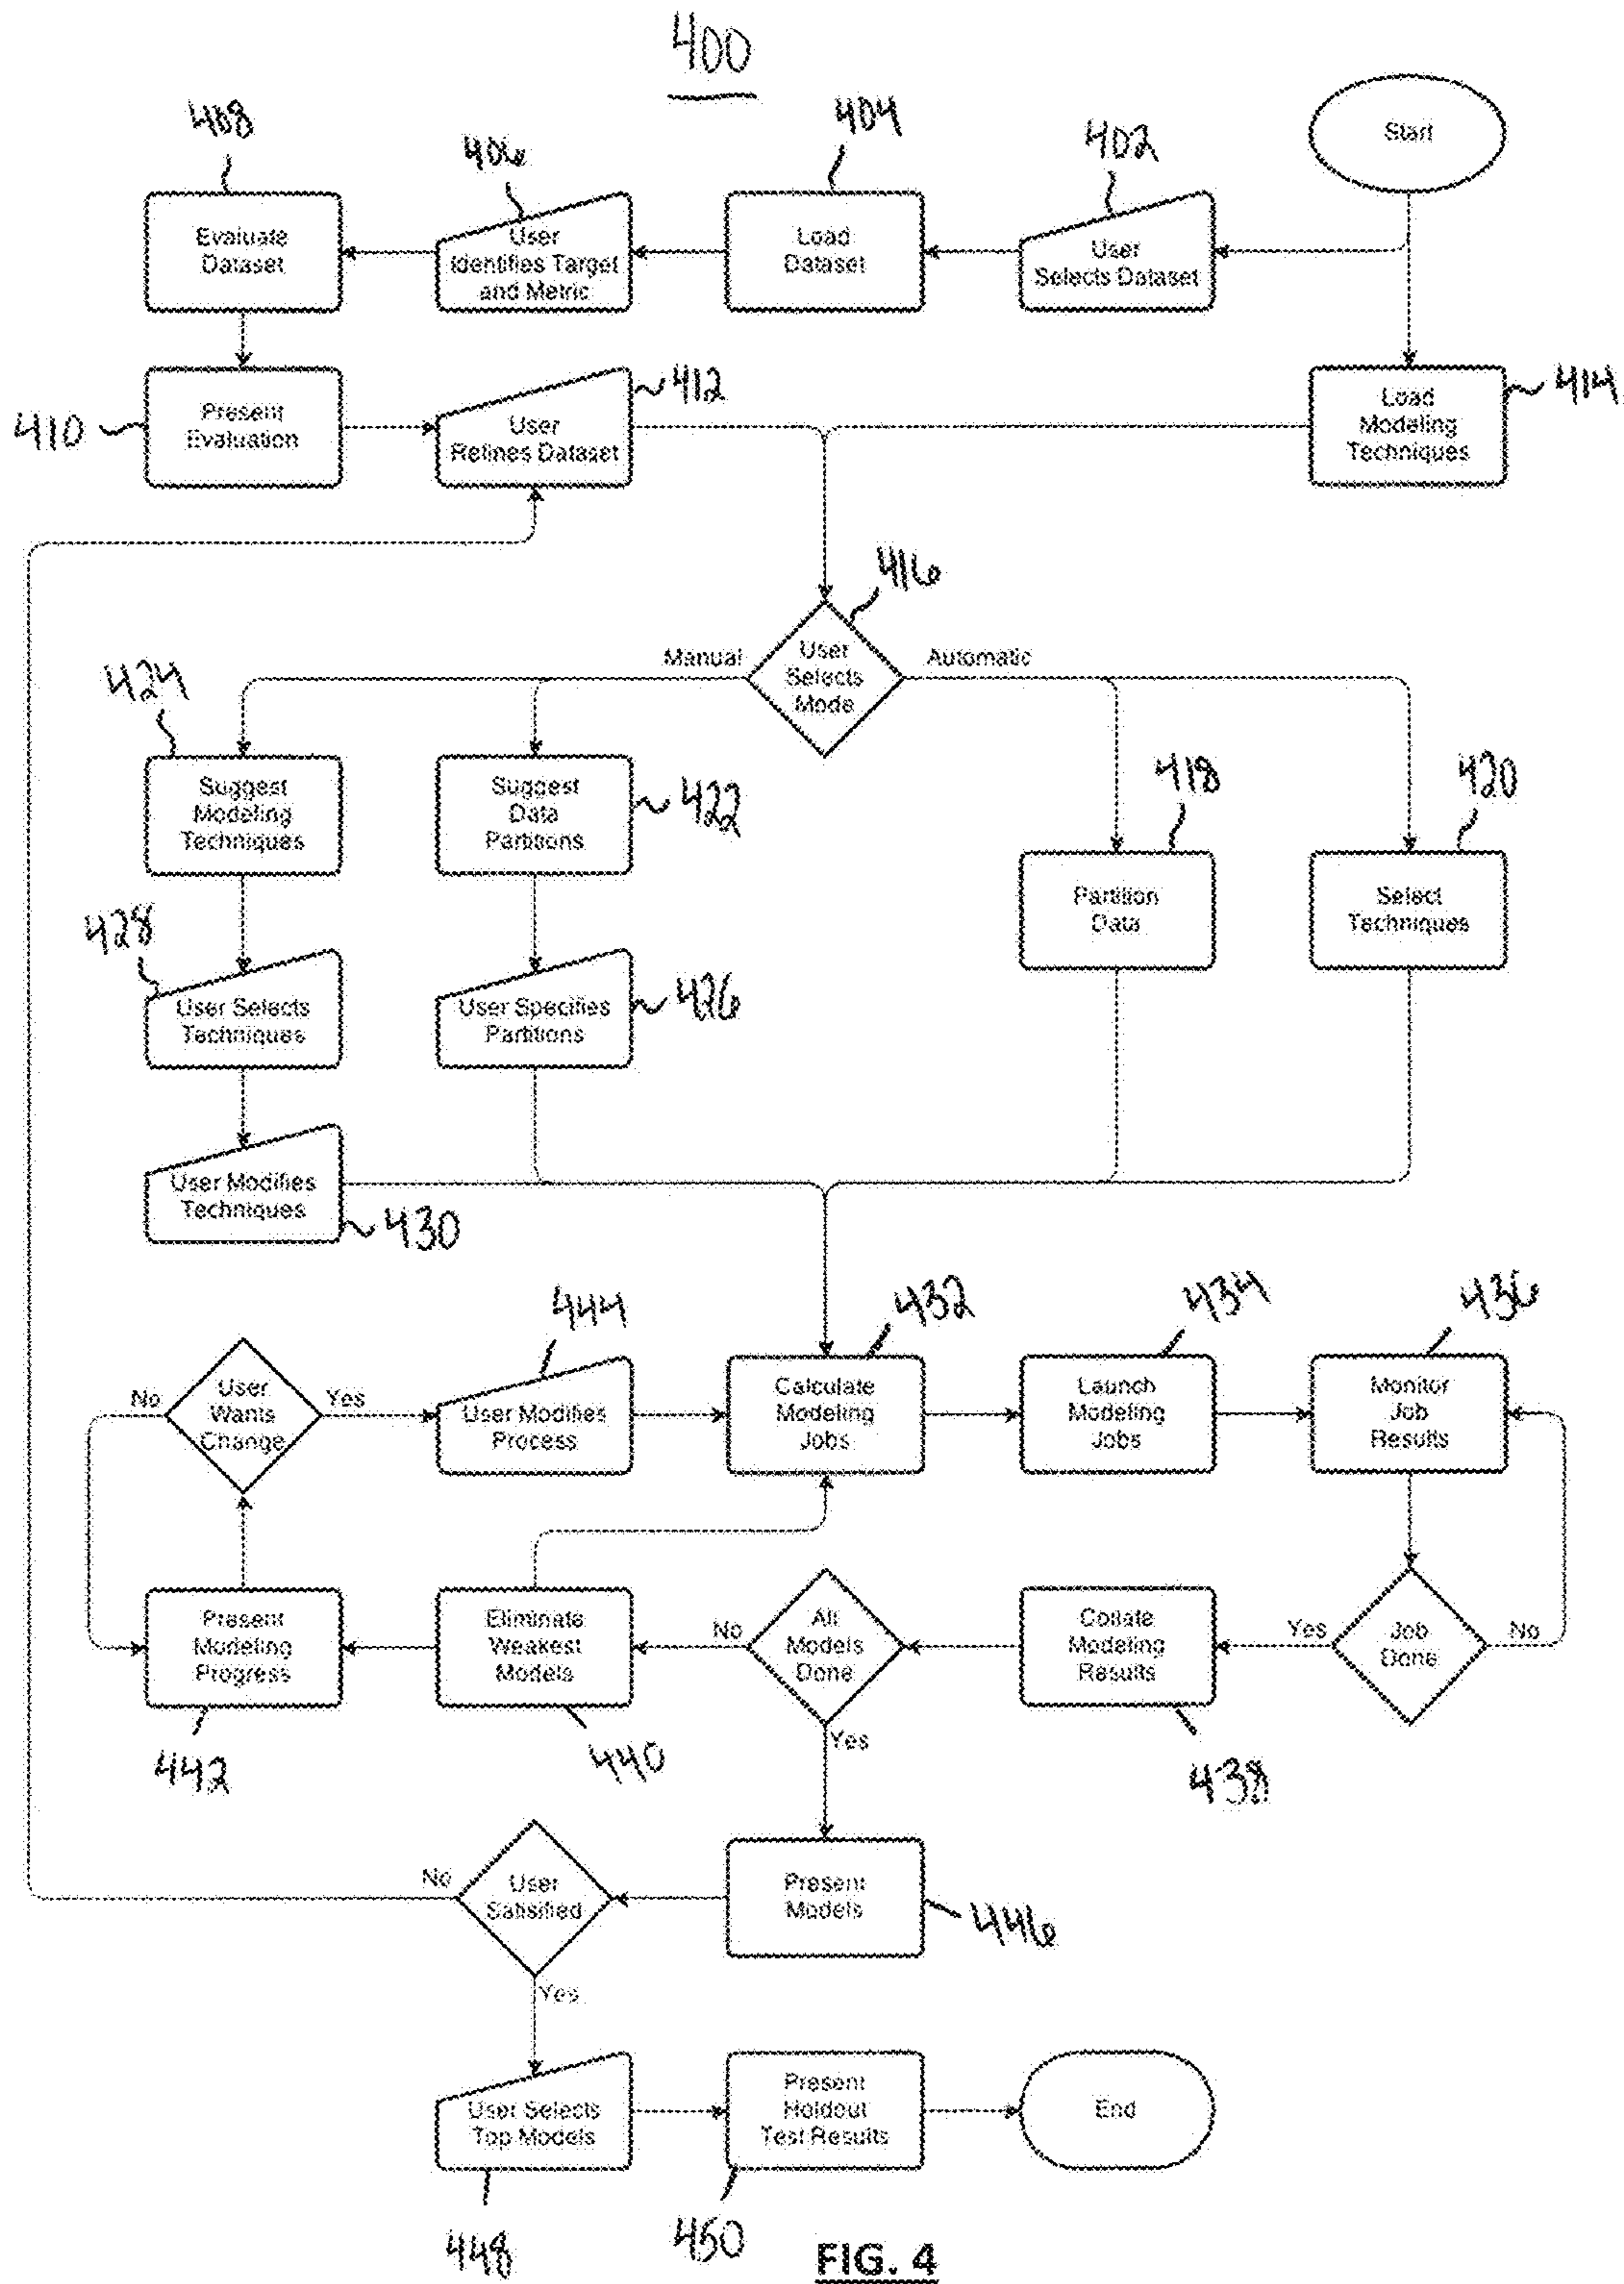 400
408
406
404
402
Start
Evaluate
Dataset
User
Identifies Target
and Metric
Load
Dataset
User
Selects Dataset
410
Present
Evaluation
412
User
Refines Dataset
Load
Modeling
Techniques
414
416
Manual
User
Selects
Mode
Automatic
424
Suggest
Modeling
Techniques
Suggest
Data
Partitions
422
418
420
Partition
Data
Select
Techniques
428
User Selects
Techniques
User Specifies
Partitions
426
User Modifies
Techniques
430
444
432
434
436
No
User
Wants
Change
Yes
User Modifies
Process
Calculate
Modeling
Jobs
Launch
Modeling
Jobs
Monitor
Job
Results
Present
Modeling
Progress
Eliminate
Weakest
Models
No
All
Models
Done
Collate
Modeling
Results
Yes
Job
Done
No
442
440
Yes
438
No
User
Satisified
Present
Models
446
Yes
User Selects
Top Models
Present
Holdout
Test Results
End
448
450
FIG. 4